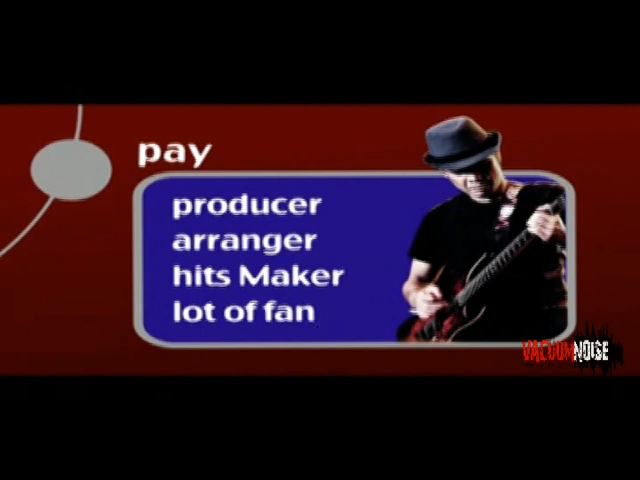 pay
producer
arranger
hits Maker
lot of fan
VACUUMNOISE